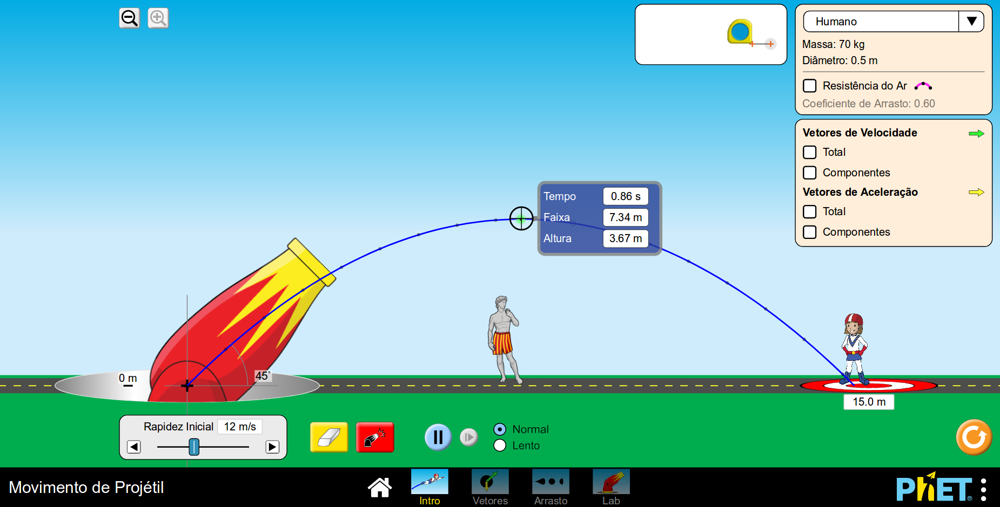 Humano
Massa: 70 kg
Diâmetro: 0.5 m
Resistência do Ar
Coeficiente de Arrasto: 0.60
Vetores de Velocidade
Total
Componentes
Vetores de Aceleração
Total
Componentes
Tempo 0.86 s
Faixa 7.34 m
Altura 3.67 m
0 m
45°
15.0 m
Rapidez Inicial 12 m/s
Normal
Lento
Movimento de Projétil
Intro
Vetores
Arrasto
Lab
PhET®